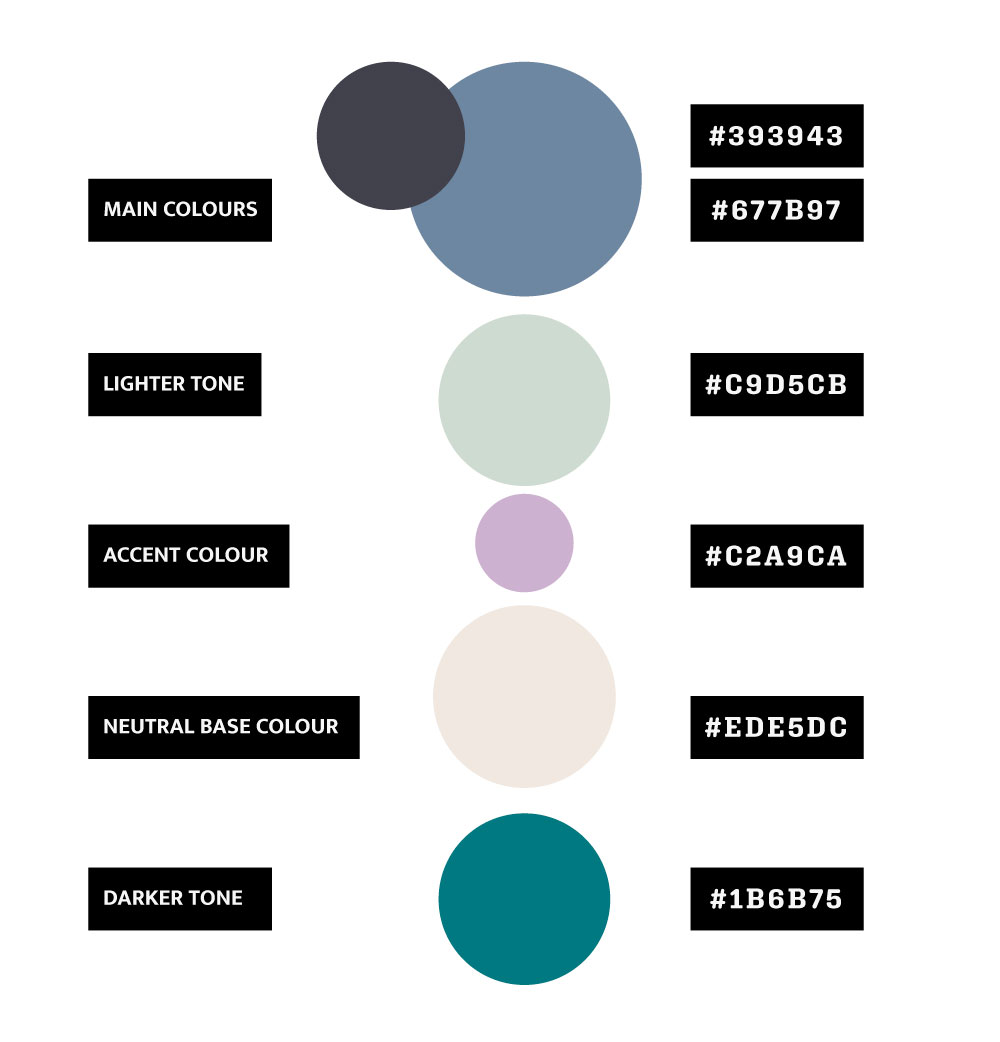 #393943
MAIN COLOURS
#677B97
LIGHTER TONE
#C9D5CB
ACCENT COLOUR
#C2A9CA
NEUTRAL BASE COLOUR
#EDE5DC
DARKER TONE
#1B6B75